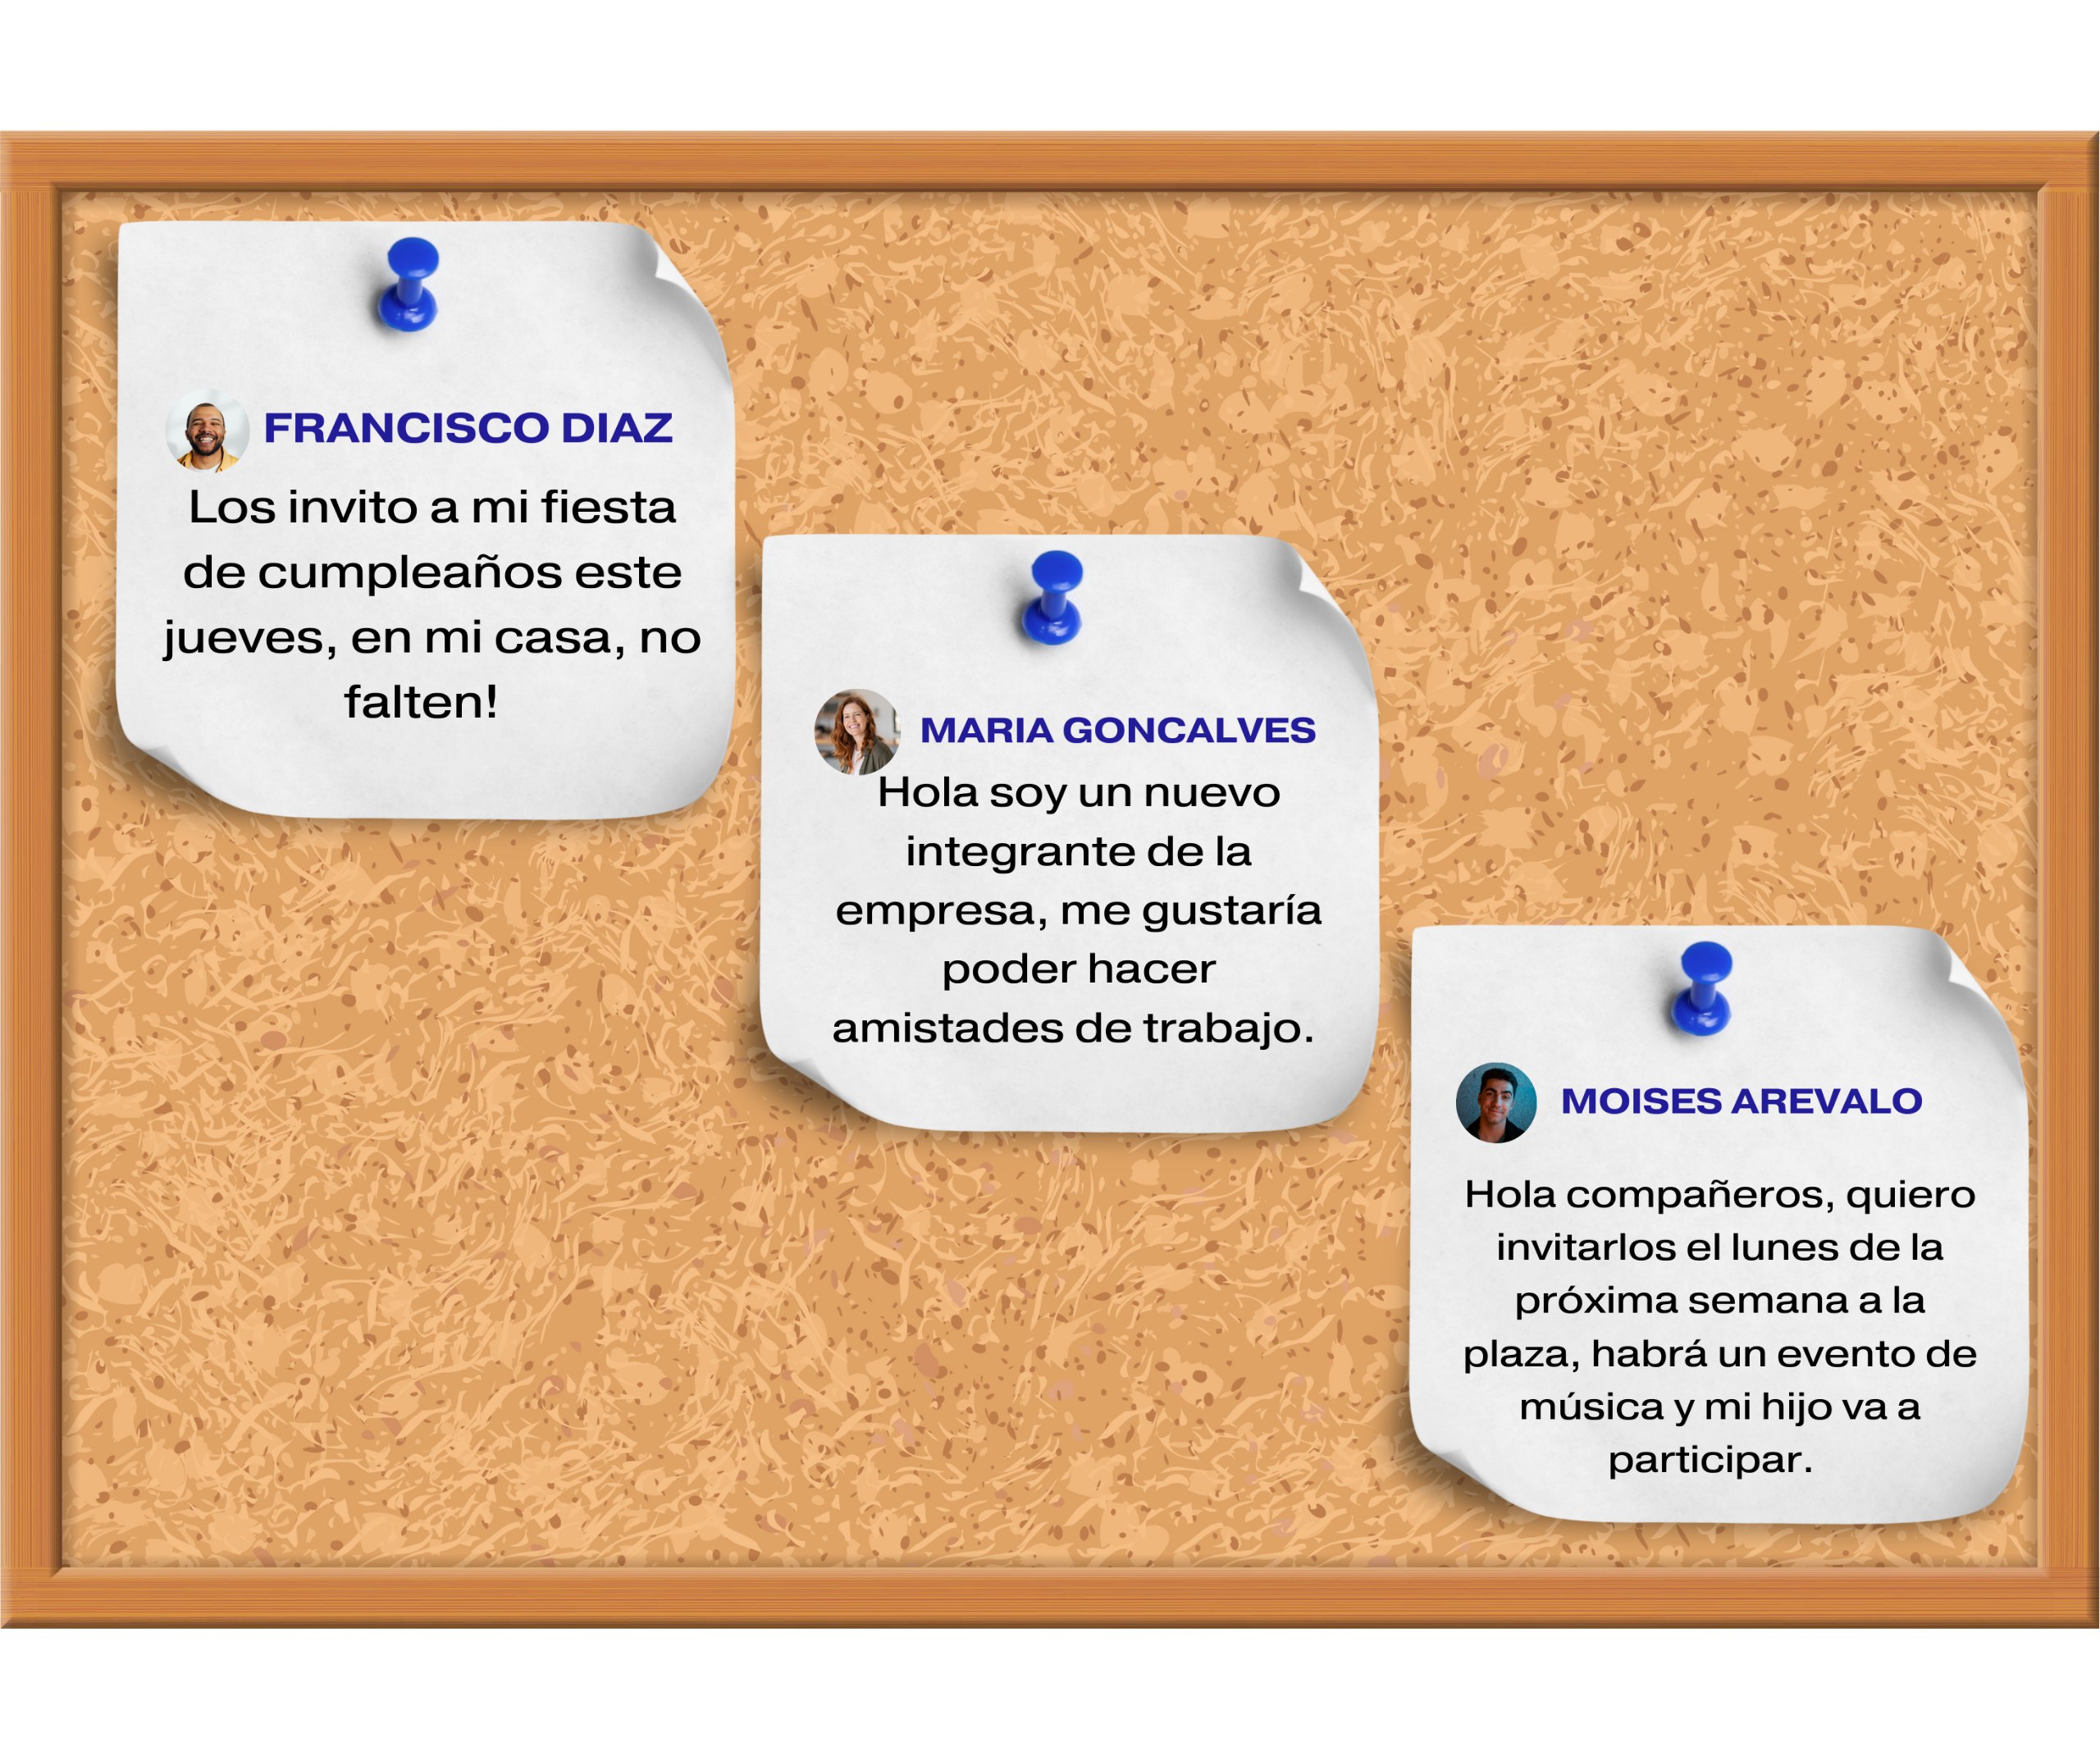 FRANCISCO DIAZ
Los invito a mi fiesta
de cumpleaños este
jueves, en mi casa, no
falten!
MARIA GONCALVES
Hola soy un nuevo
integrante de la
empresa, me gustaría
poder hacer
amistades de trabajo.
MOISES AREVALO
Hola compañeros, quiero
invitarlos el lunes de la
próxima semana a la
plaza, habrá un evento de
música y mi hijo va a
participar.